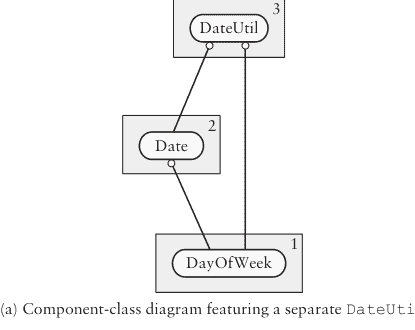 3
DateUtil
2
Date
1
DayOfWeek
(a) Component-class diagram featuring a separate DateUti